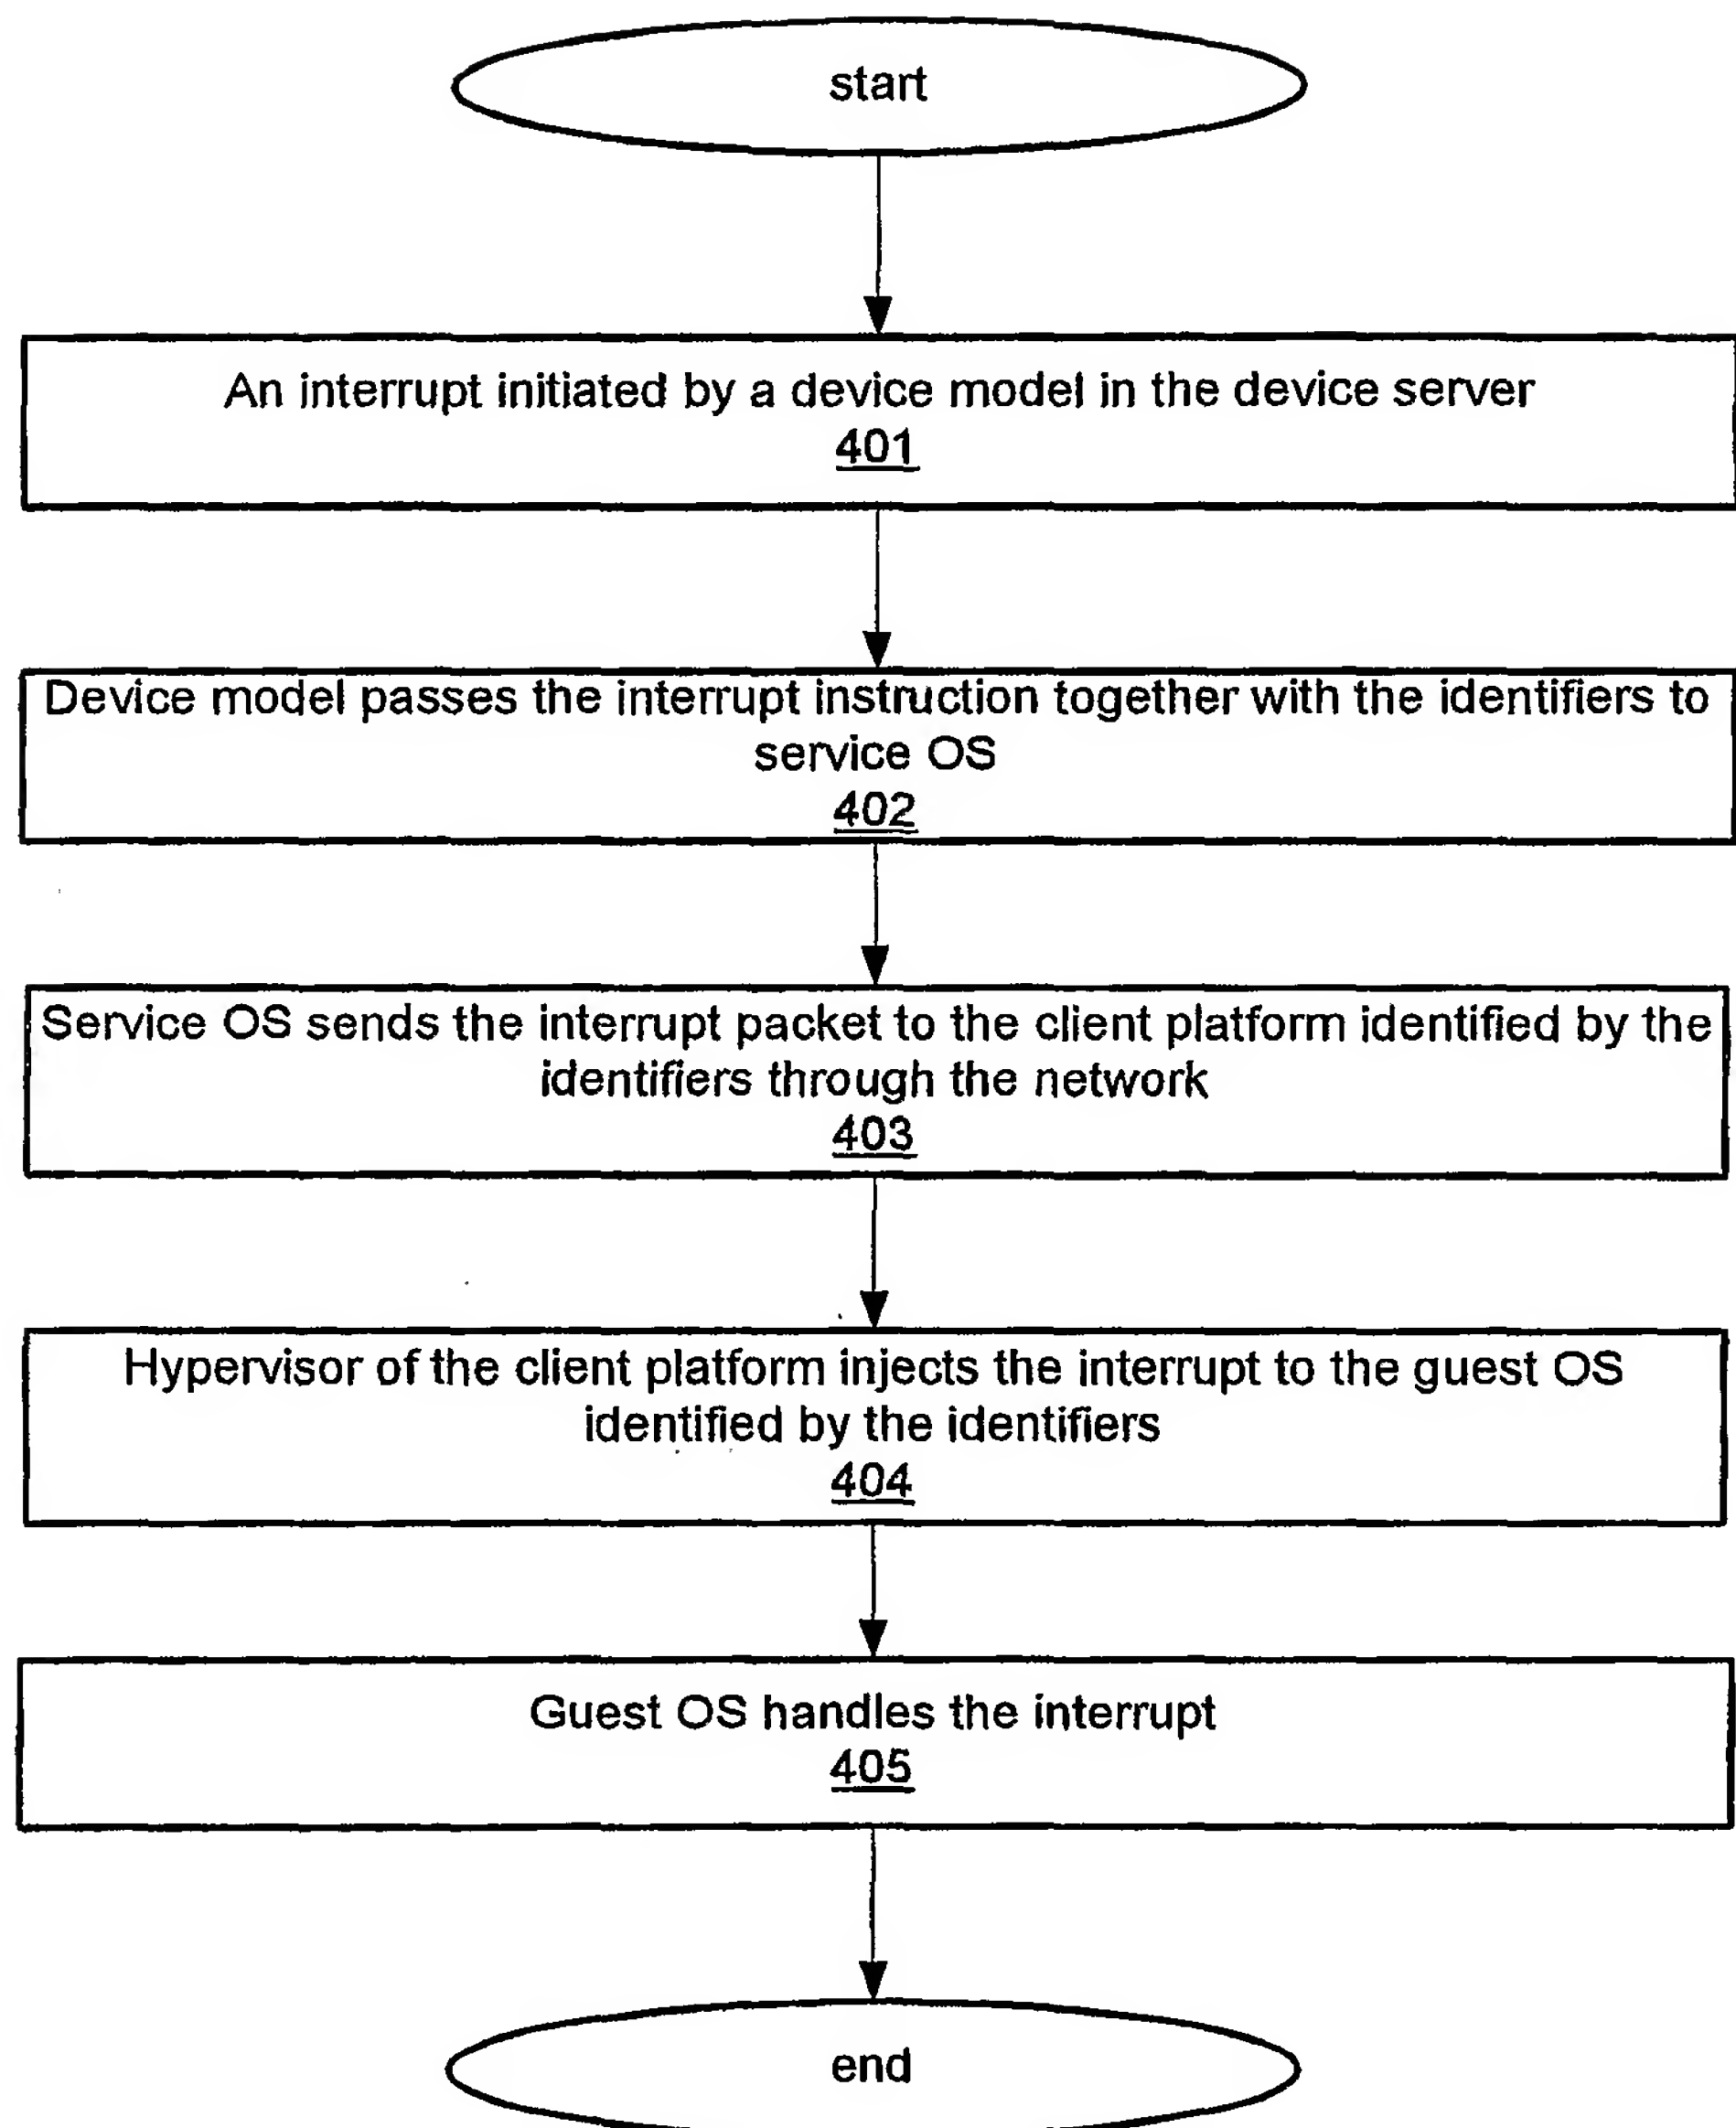 start
An interrupt initiated by a device model in the device server
401
Device model passes the interrupt instruction together with the identifiers to
service OS
402
Service OS sends the interrupt packet to the client platform identified by the
identifiers through the network
403
Hypervisor of the client platform injects the interrupt to the guest OS
identified by the identifiers
404
Guest OS handles the interrupt
405
end